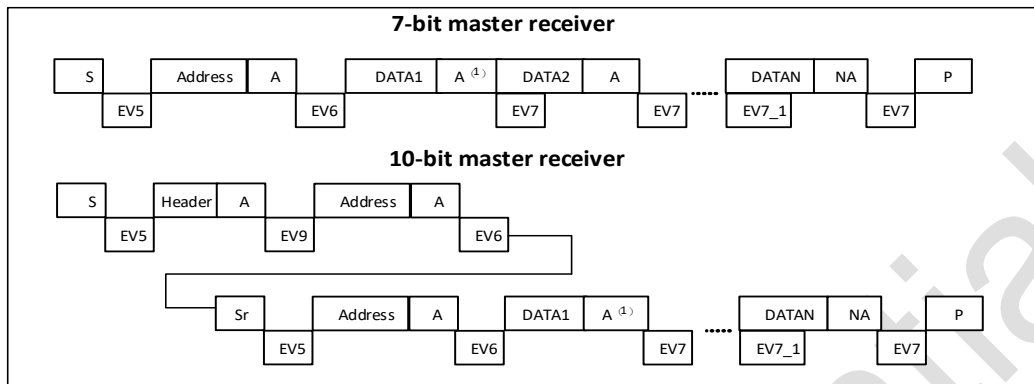 7-bit master receiver
S Address A DATA1 A (1) DATA2 A ...... DATAN NA P
EV5 EV6 EV7 EV7 EV7_1 EV7
10-bit master receiver
S Header A Address A
EV5 EV9 EV6
Sr Address A DATA1 A (1) ...... DATAN NA P
EV5 EV6 EV7 EV7_1 EV7